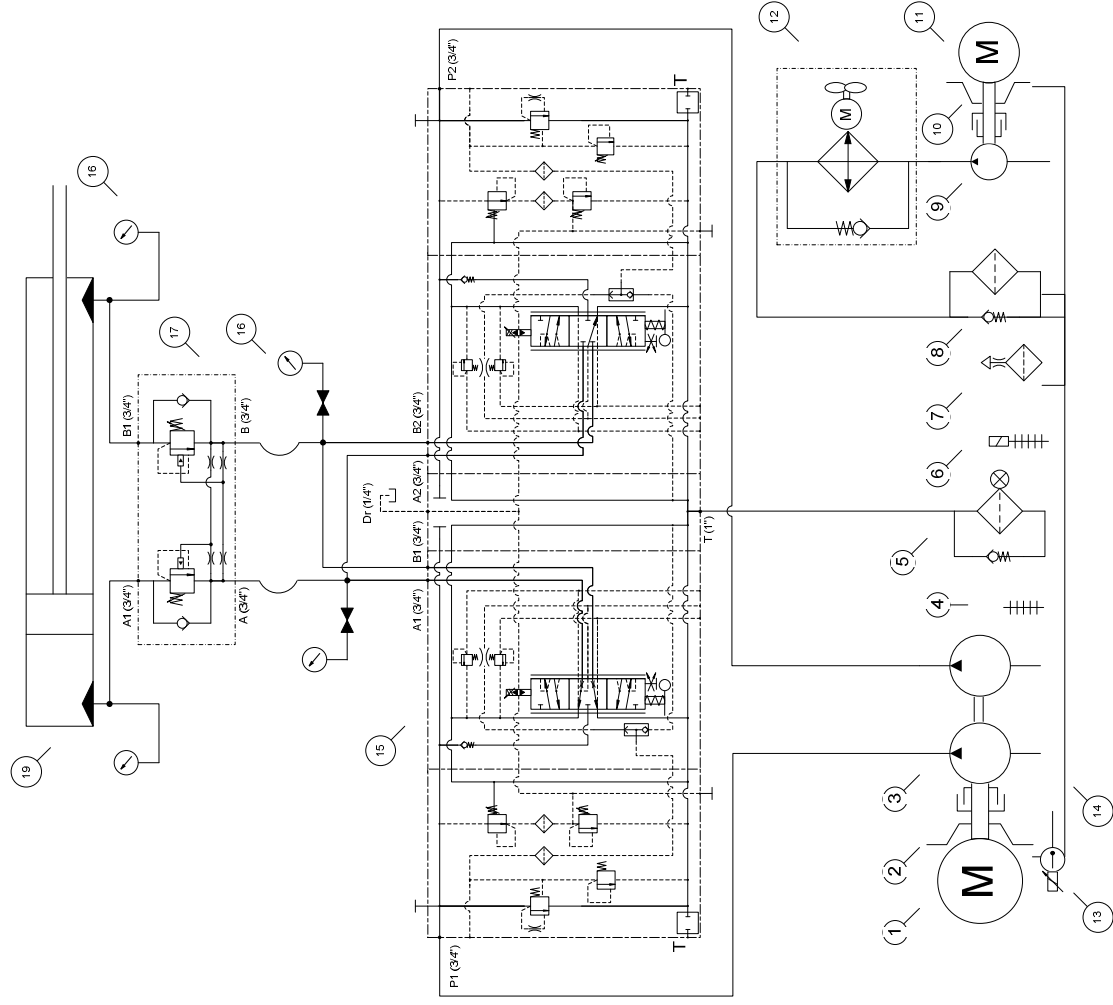 12
11
M
P2 (3/4")
T
M
10
16
9
17
16
8
B1 (3/4")
B (3/4")
B2 (3/4")
7
A2 (3/4")
6
Dr (1/4")
B1 (3/4")
T (1")
5
A1 (3/4")
A (3/4")
A1 (3/4")
4
15
19
3
14
2
M
1
13
T
P1 (3/4")